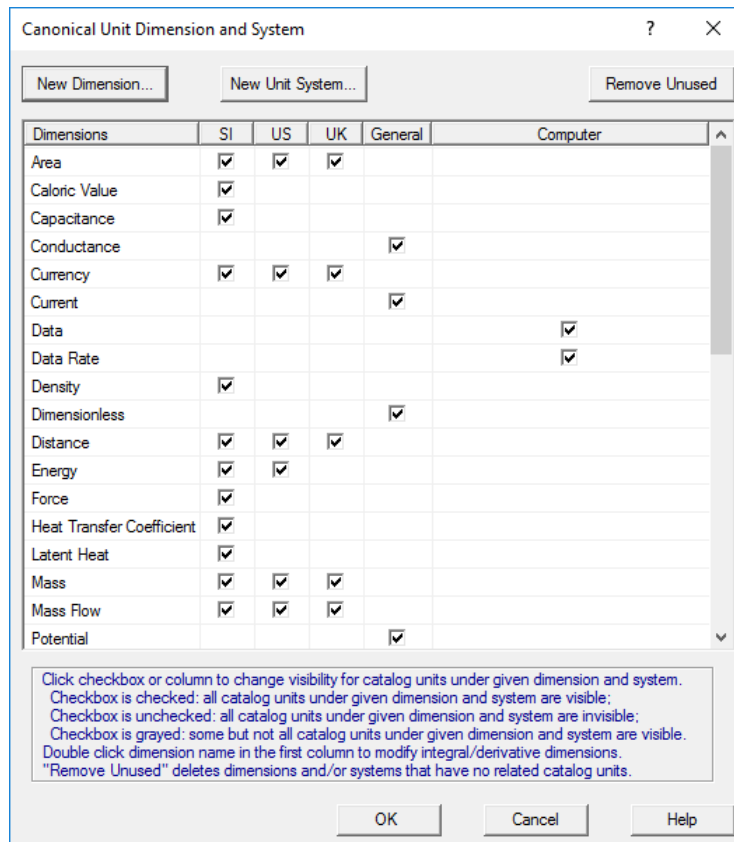 Canonical Unit Dimension and System ?
New Dimension... New Unit System... Remove Unused
Dimensions SI US UK General Computer
Area
Caloric Value
Capacitance
Conductance
Currency
Current
Data
Data Rate
Density
Dimensionless
Distance
Energy
Force
Heat Transfer Coefficient
Latent Heat
Mass
Mass Flow
Potential
Click checkbox or column to change visibility for catalog units under given dimension and system.
Checkbox is checked: all catalog units under given dimension and system are visible;
Checkbox is unchecked: all catalog units under given dimension and system are invisible;
Checkbox is grayed: some but not all catalog units under given dimension and system are visible.
Double click dimension name in the first column to modify integral/derivative dimensions.
"Remove Unused" deletes dimensions and/or systems that have no related catalog units.
OK Cancel Help